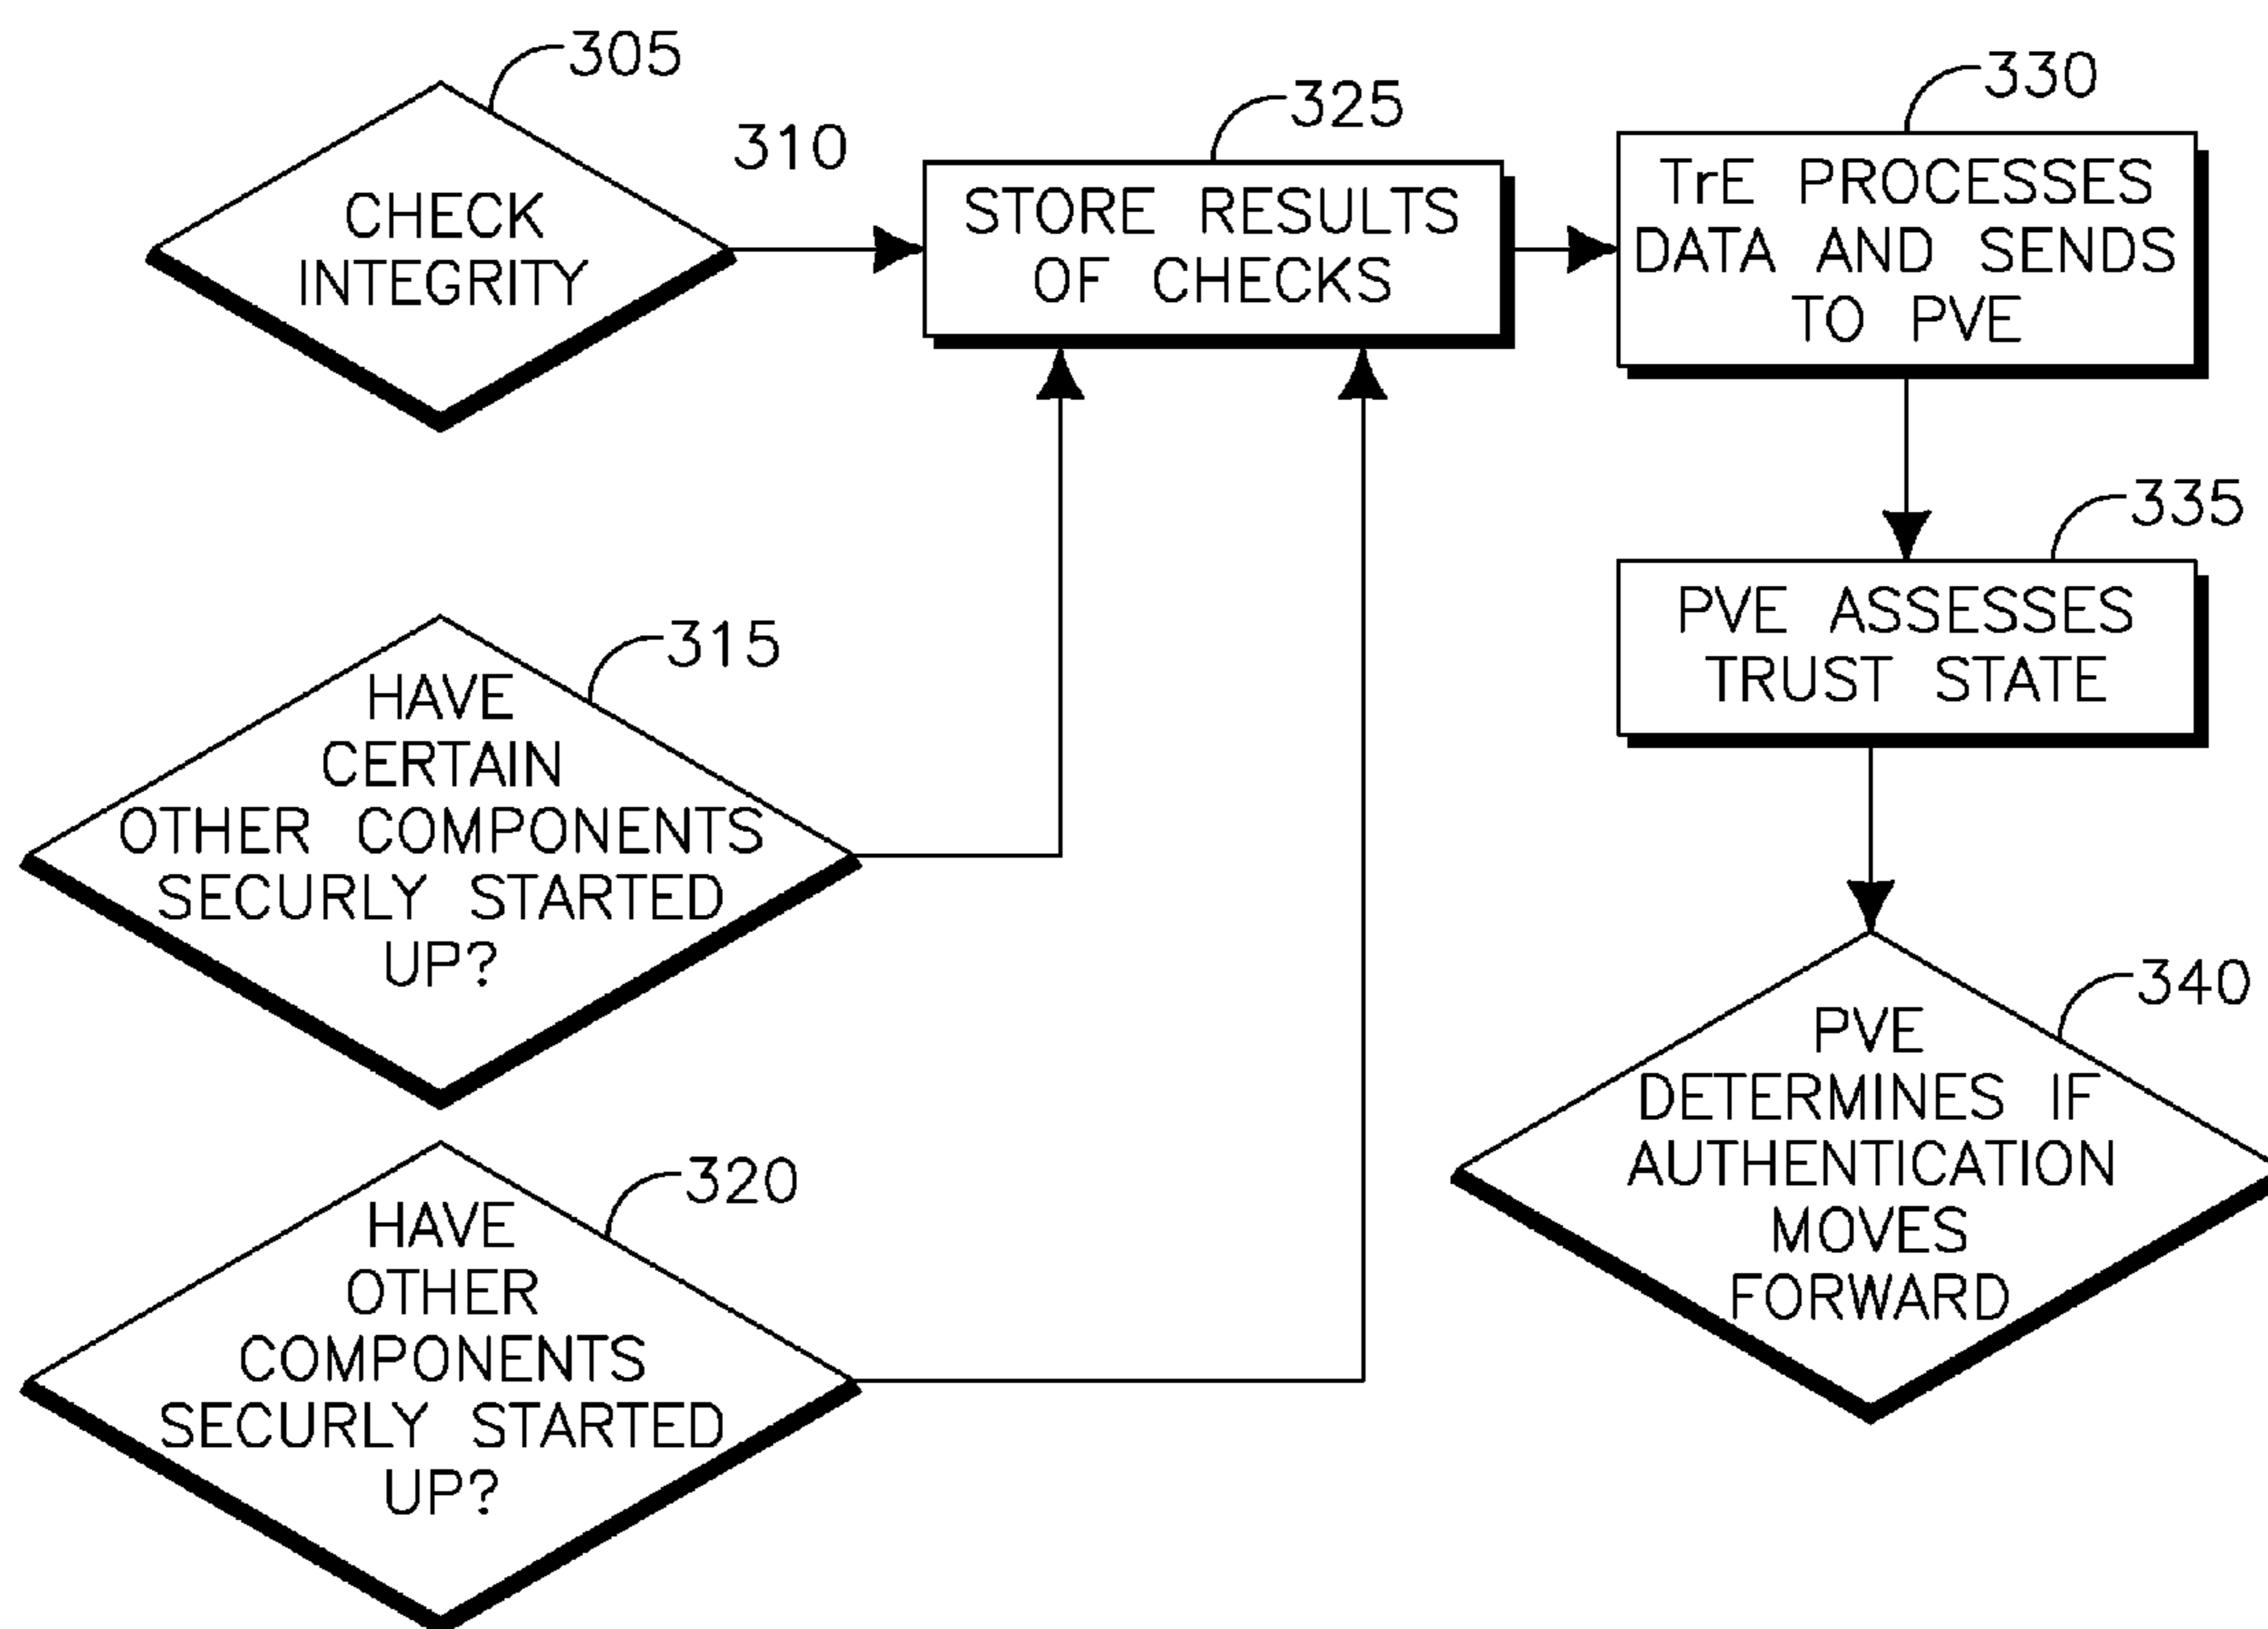 305
CHECK
INTEGRITY
310
325
STORE RESULTS
OF CHECKS
330
TrE PROCESSES
DATA AND SENDS
TO PVE
315
HAVE
CERTAIN
OTHER COMPONENTS
SECURLY STARTED
UP?
335
PVE ASSESSES
TRUST STATE
320
HAVE
OTHER
COMPONENTS
SECURLY STARTED
UP?
340
PVE
DETERMINES IF
AUTHENTICATION
MOVES
FORWARD